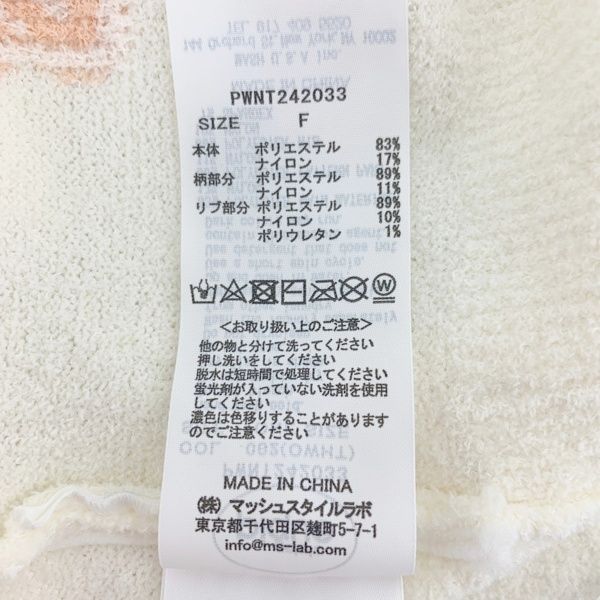 PWNT242033
SIZE F
本体 ポリエステル 83%
ナイロン 17%
柄部分 ポリエステル 89%
ナイロン 11%
リブ部分 ポリエステル 89%
ナイロン 10%
ポリウレタン 1%
<お取り扱い上のご注意>
他の物と分けて洗ってください
押し洗いをしてください
脱水は短時間で処理してください
蛍光剤が入っていない洗剤を使用
してください
濃色は色移りすることがあります
のでご注意ください
MADE IN CHINA
(株) マッシュスタイルラボ
東京都千代田区麹町5-7-1
info@ms-lab.com